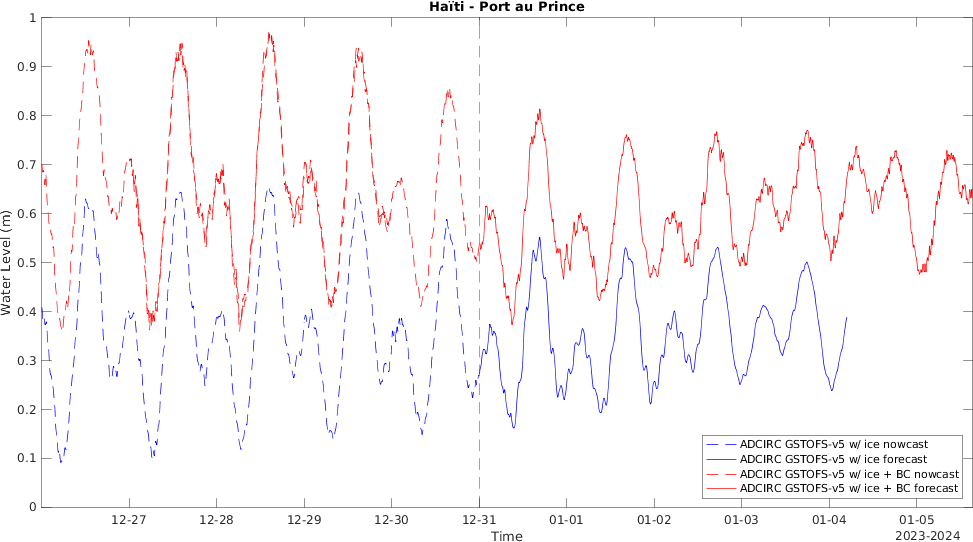 Haïti - Port au Prince
Water Level (m)
1
0.9
0.8
0.7
0.6
0.5
0.4
0.3
0.2
0.1
0
ADCIRC GSTOFS-v5 w/ ice nowcast
ADCIRC GSTOFS-v5 w/ ice forecast
ADCIRC GSTOFS-v5 w/ ice + BC nowcast
ADCIRC GSTOFS-v5 w/ ice + BC forecast
12-27 12-28 12-29 12-30 12-31 01-01 01-02 01-03 01-04 01-05
Time
2023-2024